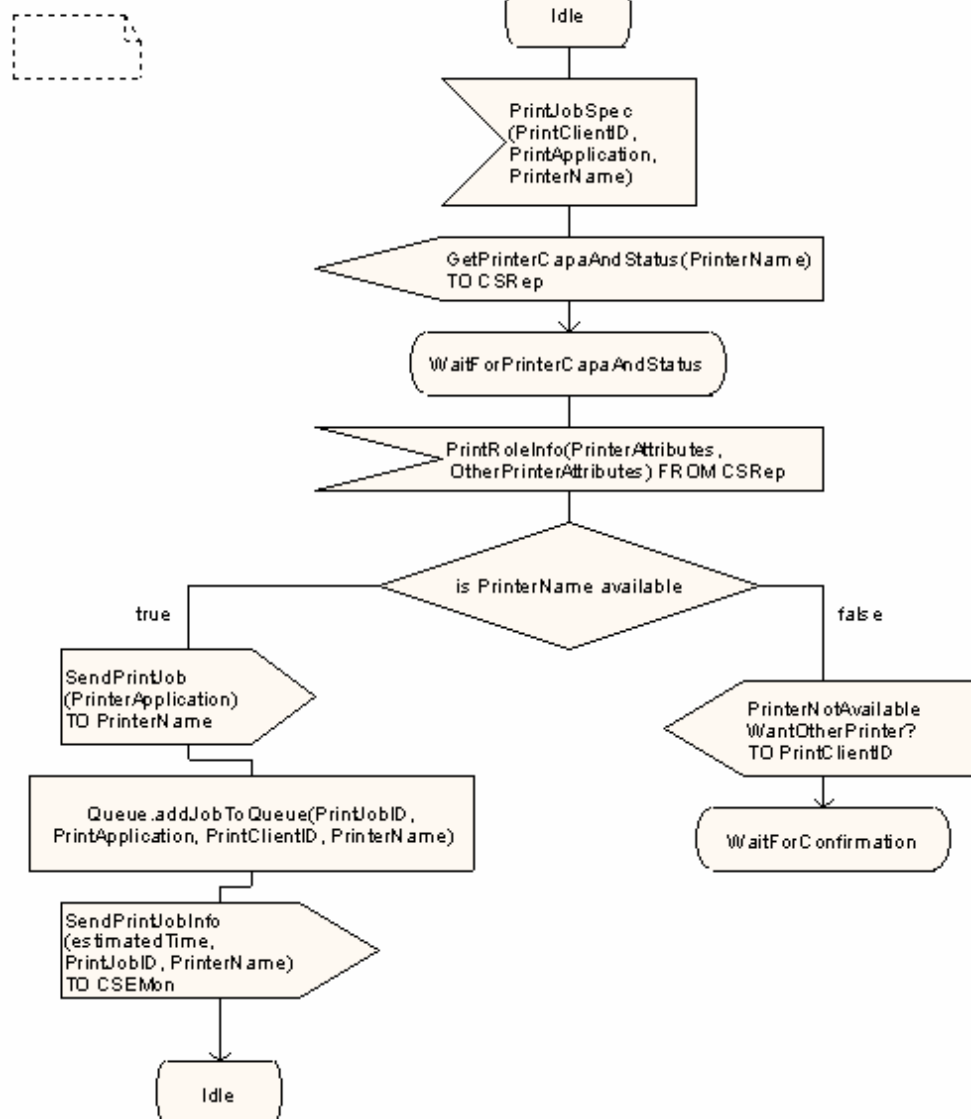 Idle
PrintJobSpec
(PrintClientID,
PrintApplication,
PrinterName)
GetPrinterCapaAndStatus(PrinterName)
TO CSRep
WaitForPrinterCapaAndStatus
PrintRoleInfo(PrinterAttributes,
OtherPrinterAttributes) FROM CSRep
is PrinterName available
true
false
SendPrintJob
(PrinterApplication)
TO PrinterName
PrinterNotAvailable
WantOtherPrinter?
TO PrintClientID
Queue.addJobToQueue(PrintJobID,
PrintApplication, PrintClientID, PrinterName)
WaitForConfirmation
SendPrintJobInfo
(estimatedTime,
PrintJobID, PrinterName)
TO CSEMon
Idle